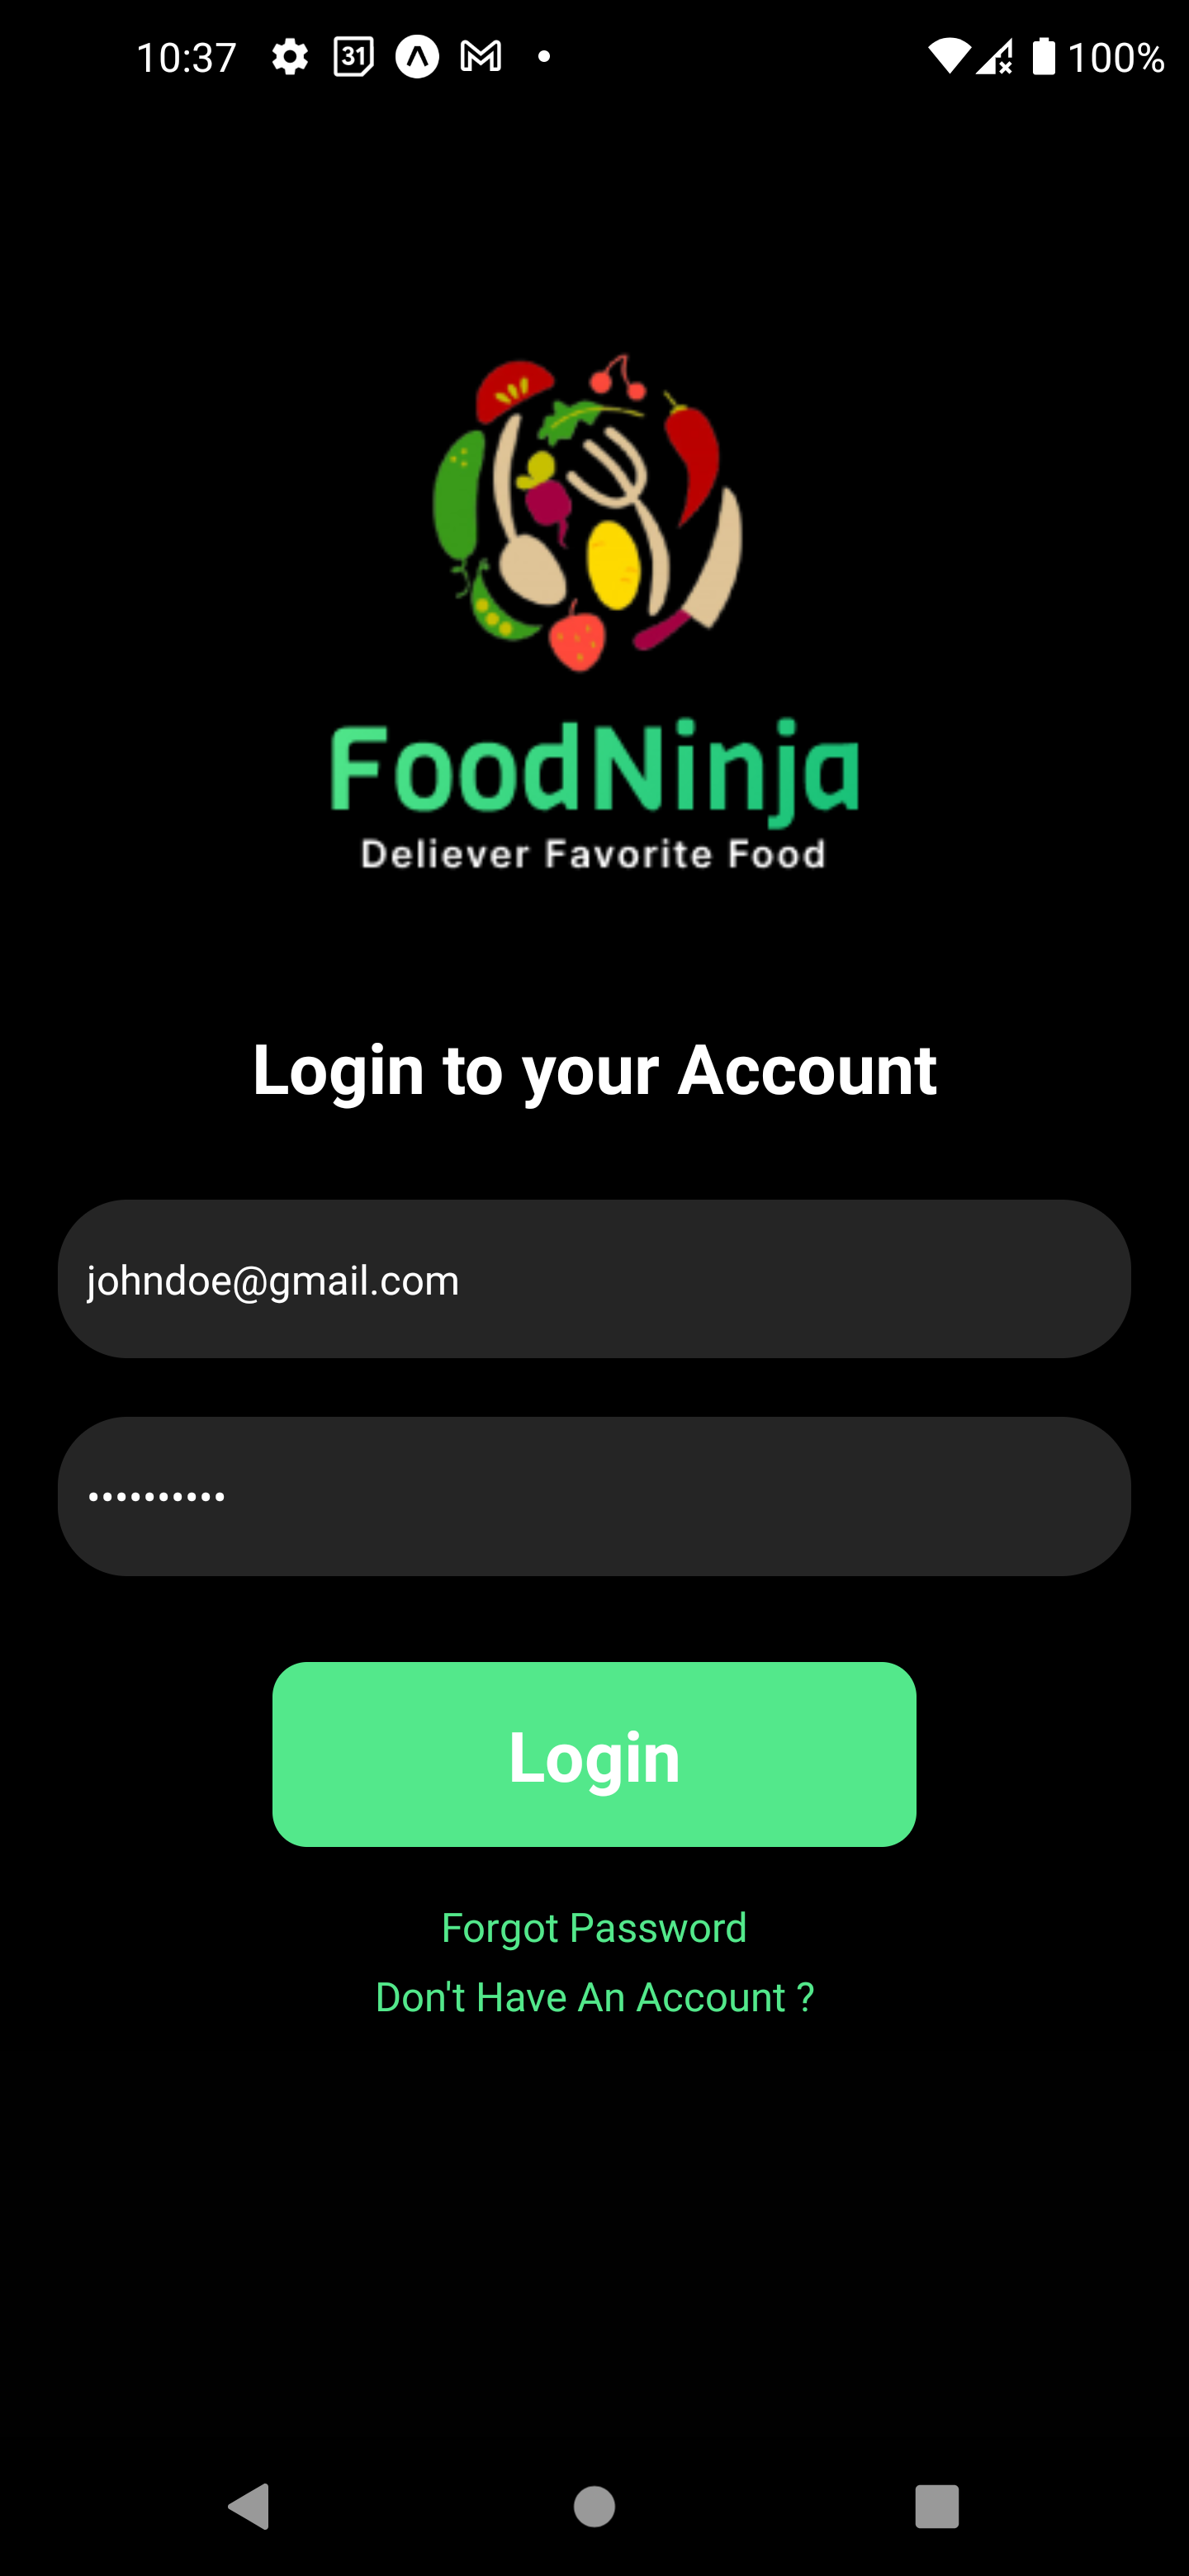 10:37 31 100%
FoodNinja
Deliever Favorite Food
Login to your Account
johndoe@gmail.com
••••••••••
Login
Forgot Password
Don't Have An Account ?